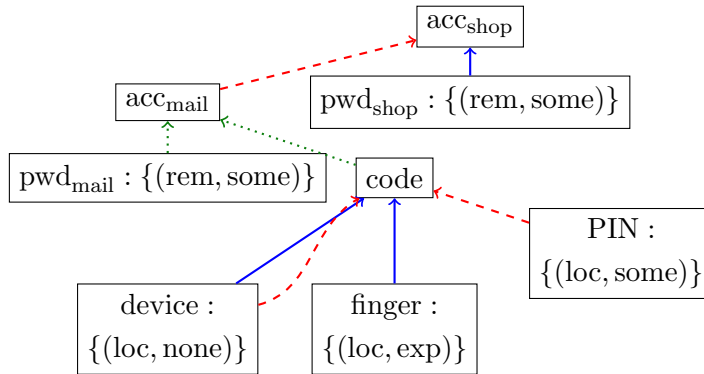 acc_shop
acc_mail
pwd_shop : {(rem, some)}
pwd_mail : {(rem, some)}
code
PIN :
{(loc, some)}
device :
{(loc, none)}
finger :
{(loc, exp)}